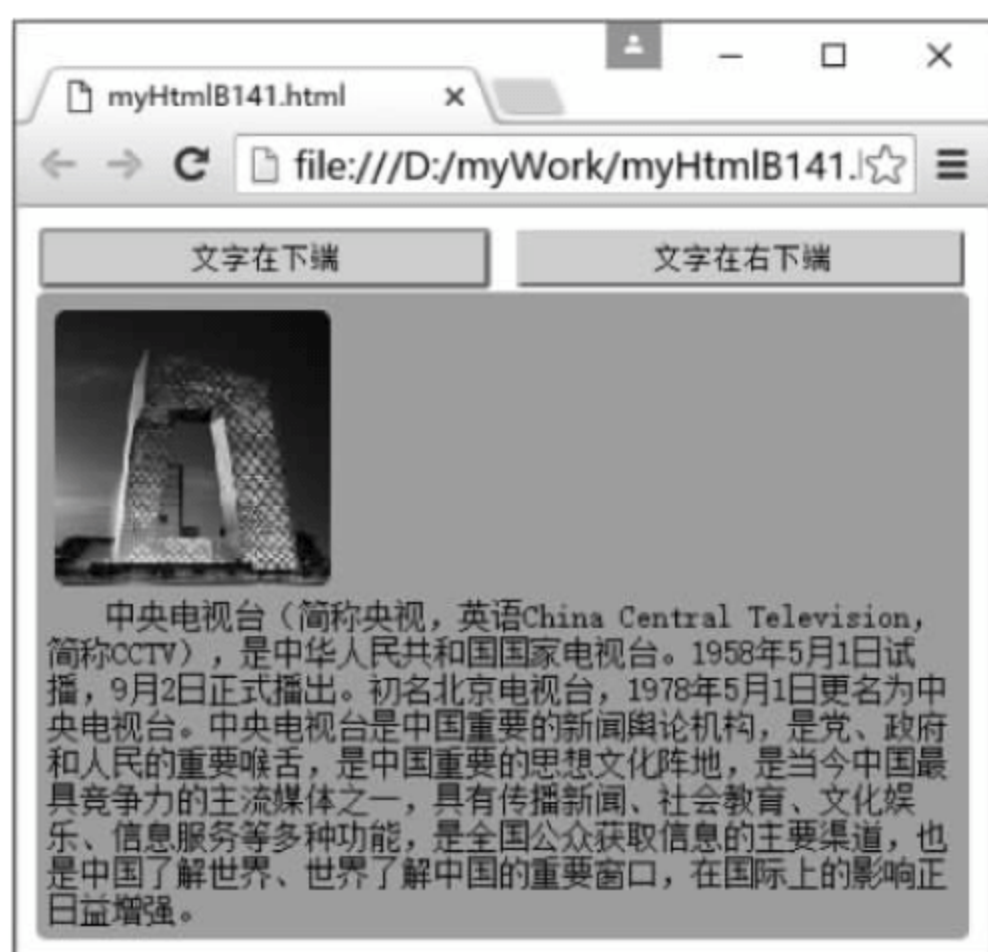 myHtmlB141.html
file:///D:/myWork/myHtmlB141.
文字在下端
文字在右下端
中央电视台（简称央视，英语China Central Television，
简称CCTV），是中华人民共和国国家电视台。1958年5月1日试
播，9月2日正式播出。初名北京电视台，1978年5月1日更名为中
央电视台。中央电视台是中国重要的新闻舆论机构，是党、政府
和人民的重要喉舌，是中国重要的思想文化阵地，是当今中国最
具竞争力的主流媒体之一，具有传播新闻、社会教育、文化娱
乐、信息服务等多种功能，是全国公众获取信息的主要渠道，也
是中国了解世界、世界了解中国的重要窗口，在国际上的影响正
日益增强。